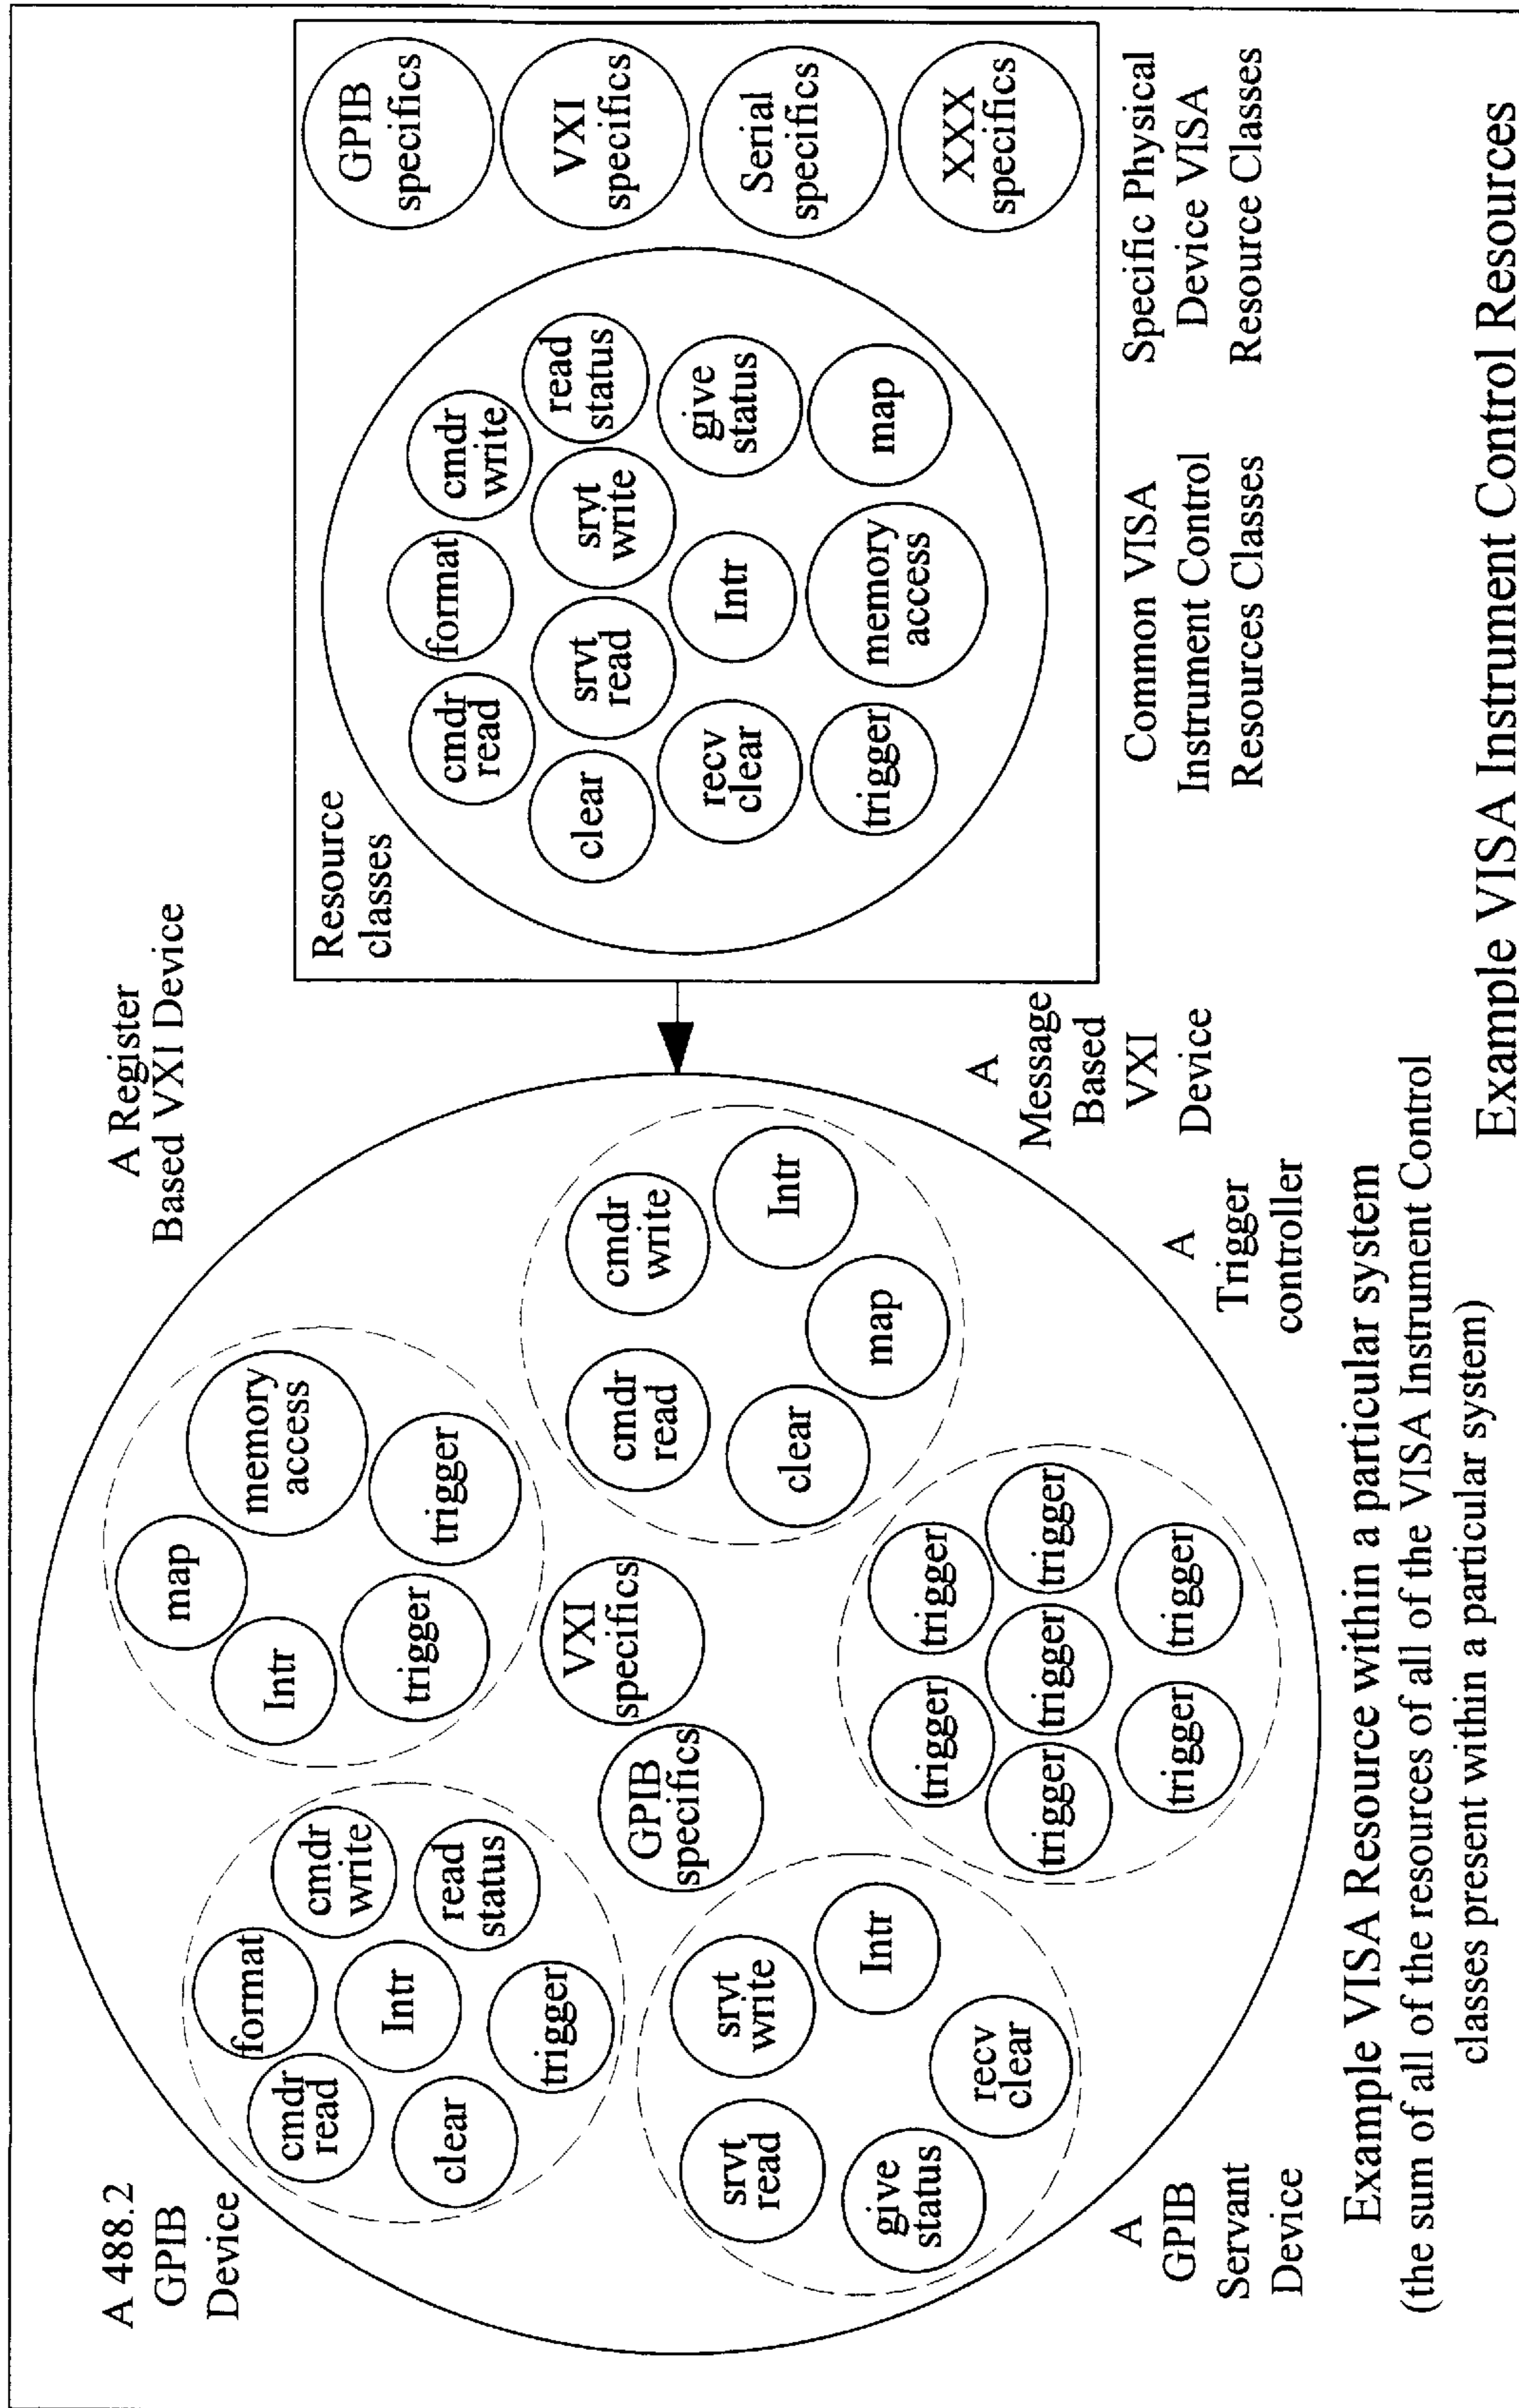 A 488.2
GPIB
Device
format
cmdr
read
cmdr
write
Intr
clear
read
status
trigger
A Register
Based VXI Device
map
Intr
memory
access
trigger
trigger
GPIB
specifics
VXI
specifics
srvt
read
srvt
write
give
status
Intr
recv
clear
A
GPIB
Servant
Device
trigger
trigger
trigger
trigger
trigger
trigger
trigger
A
Trigger
controller
cmdr
read
cmdr
write
clear
Intr
map
A
Message
Based
VXI
Device
Resource
classes
cmdr
read
format
cmdr
write
clear
srvt
read
srvt
write
read
status
recv
clear
Intr
give
status
trigger
memory
access
map
GPIB
specifics
VXI
specifics
Serial
specifics
XXX
specifics
Common VISA
Instrument Control
Resources Classes
Specific Physical
Device VISA
Resource Classes
Example VISA Resource within a particular system
(the sum of all of the resources of all of the VISA Instrument Control
classes present within a particular system)
Example VISA Instrument Control Resources